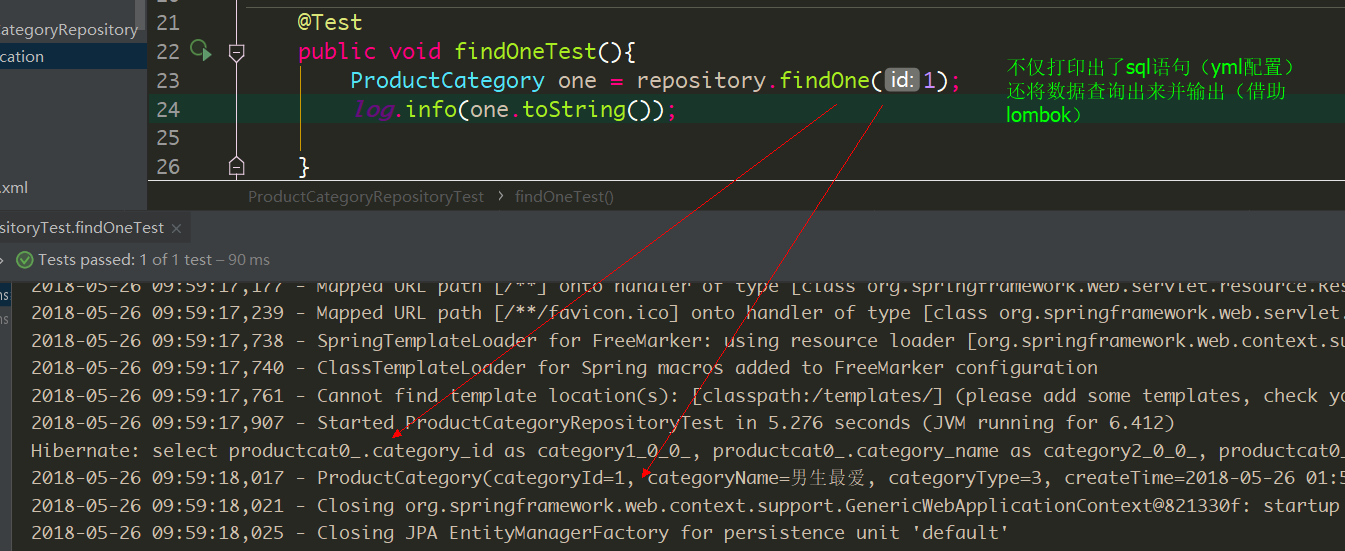 21 @Test
CategoryRepository
22 public void findOneTest(){
cation
23 ProductCategory one = repository.findOne(id: 1);
24 log.info(one.toString());
25
26 }
.xml
不仅打印出了sql语句（yml配置）
还将数据查询出来并输出（借助
lombok）
ProductCategoryRepositoryTest › findOneTest()
sitoryTest.findOneTest ×
Tests passed: 1 of 1 test – 90 ms
2018-05-26 09:59:17,177 - Mapped URL path [/**] onto handler of type [class org.springframework.web.servlet.resource.Res
2018-05-26 09:59:17,239 - Mapped URL path [/**/favicon.ico] onto handler of type [class org.springframework.web.servlet.
2018-05-26 09:59:17,738 - SpringTemplateLoader for FreeMarker: using resource loader [org.springframework.web.context.su
2018-05-26 09:59:17,740 - ClassTemplateLoader for Spring macros added to FreeMarker configuration
2018-05-26 09:59:17,761 - Cannot find template location(s): [classpath:/templates/] (please add some templates, check yo
2018-05-26 09:59:17,907 - Started ProductCategoryRepositoryTest in 5.276 seconds (JVM running for 6.412)
Hibernate: select productcat0_.category_id as category1_0_0_, productcat0_.category_name as category2_0_0_, productcat0_
2018-05-26 09:59:18,017 - ProductCategory(categoryId=1, categoryName=男生最爱, categoryType=3, createTime=2018-05-26 01:5
2018-05-26 09:59:18,021 - Closing org.springframework.web.context.support.GenericWebApplicationContext@821330f: startup
2018-05-26 09:59:18,025 - Closing JPA EntityManagerFactory for persistence unit 'default'